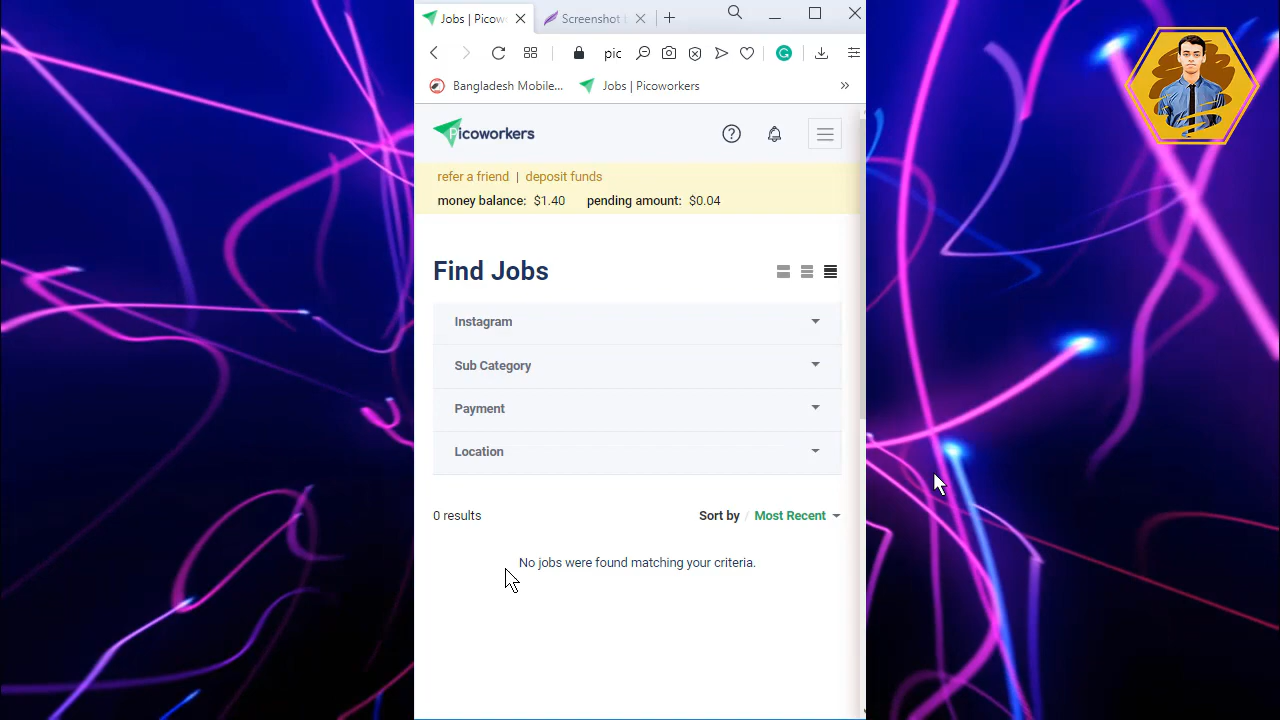 Jobs | Picow
Screenshot
pic
Bangladesh Mobile...
Jobs | Picoworkers
»
Picoworkers
refer a friend | deposit funds
money balance: $1.40 pending amount: $0.04
Find Jobs
Instagram
Sub Category
Payment
Location
0 results
Sort by / Most Recent
No jobs were found matching your criteria.